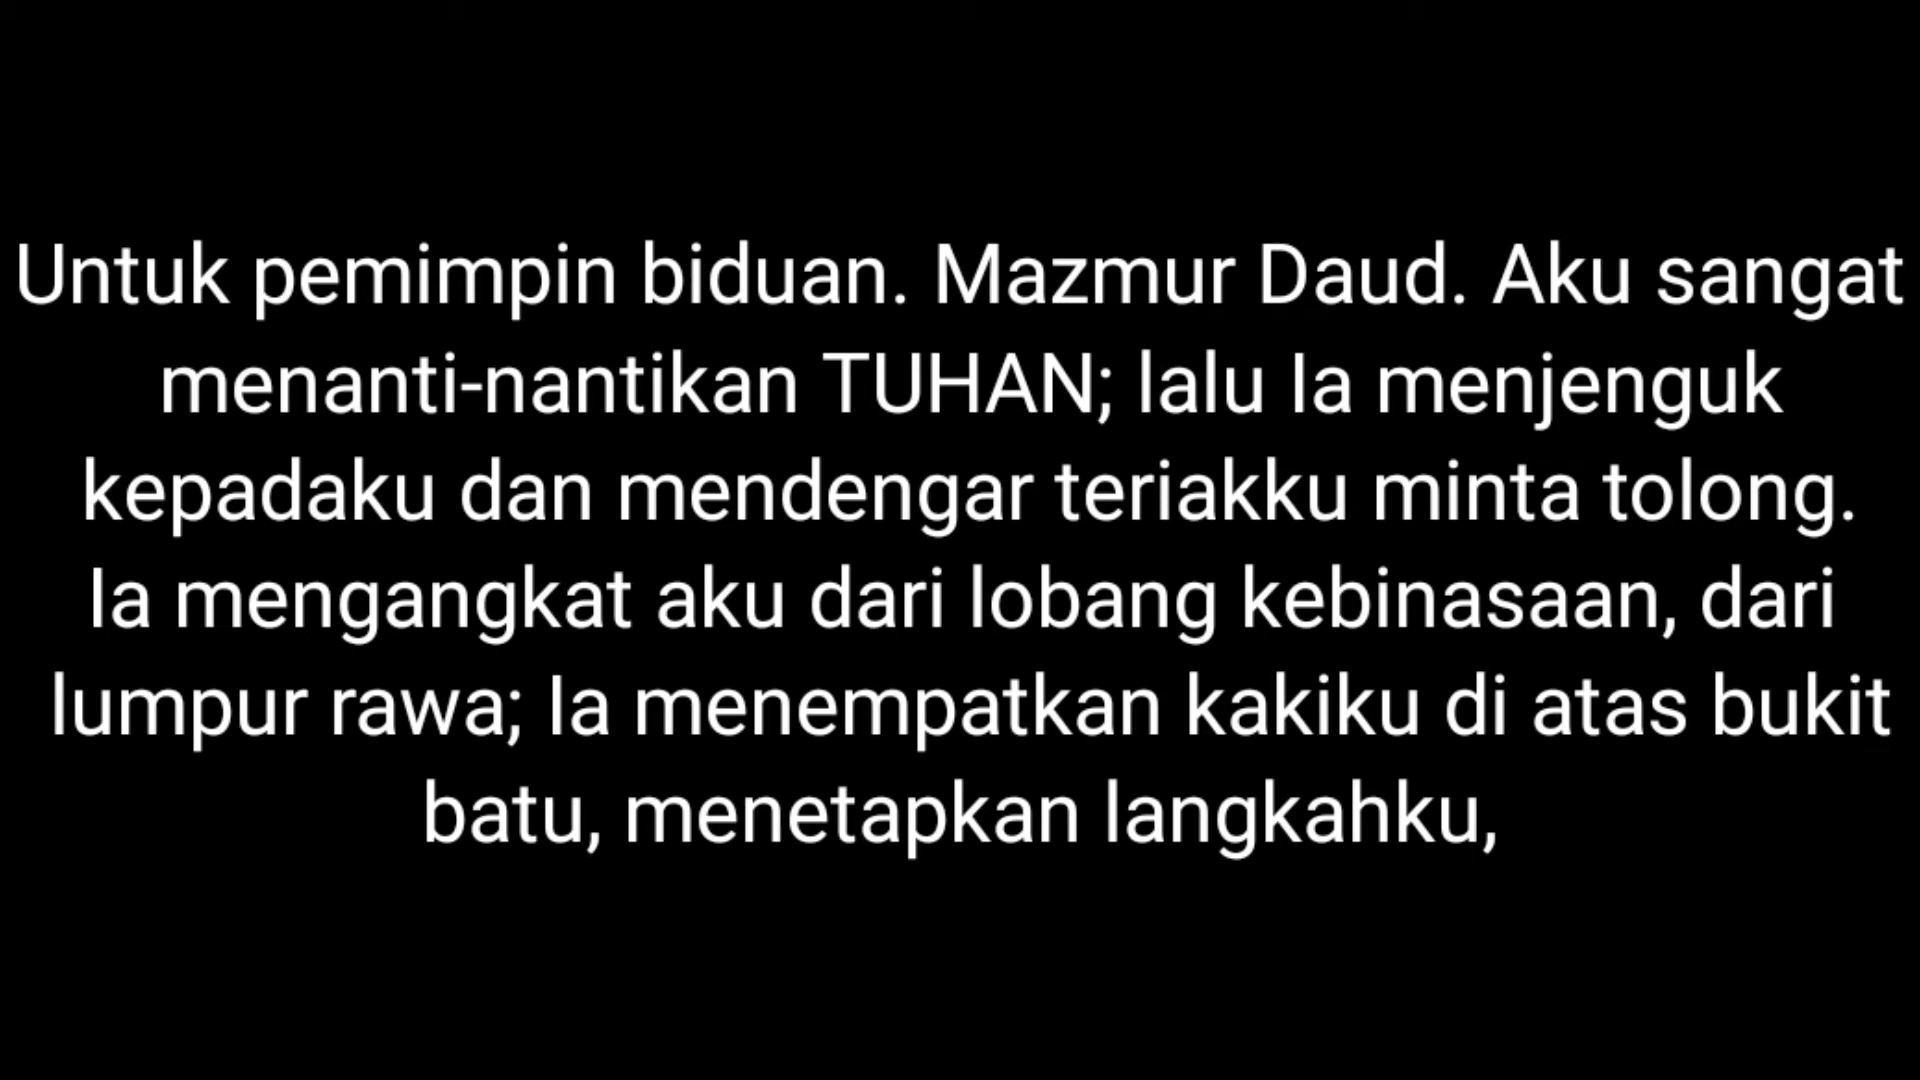 Untuk pemimpin biduan. Mazmur Daud. Aku sangat
menanti-nantikan TUHAN; lalu Ia menjenguk
kepadaku dan mendengar teriakku minta tolong.
Ia mengangkat aku dari lobang kebinasaan, dari
lumpur rawa; Ia menempatkan kakiku di atas bukit
batu, menetapkan langkahku,